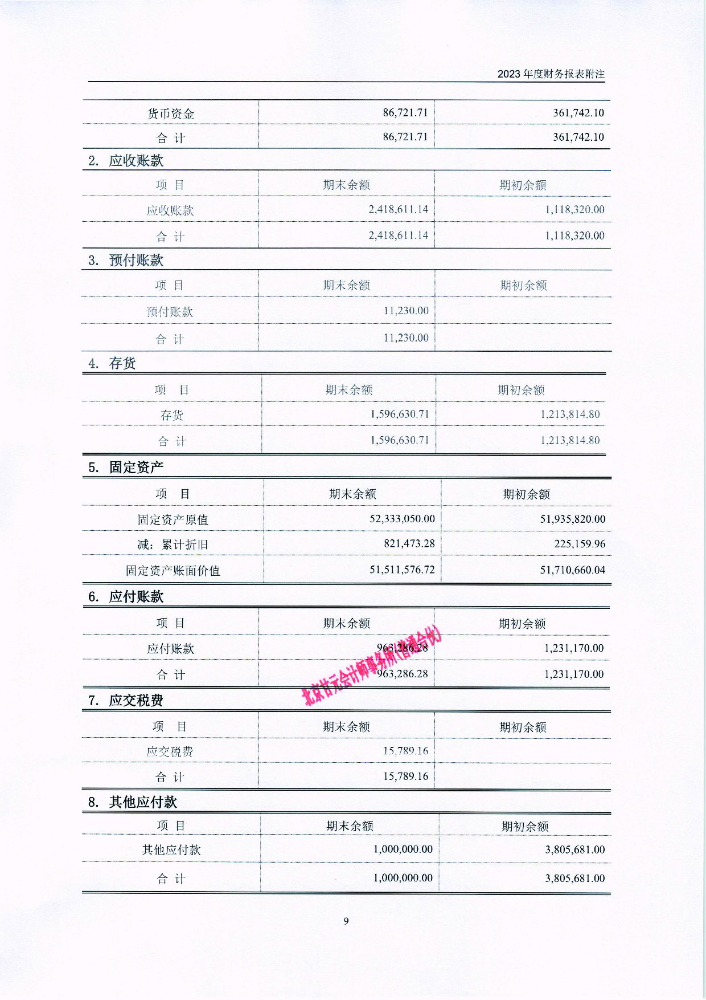 2023 年度财务报表附注
货币资金 86,721.71 361,742.10
合 计 86,721.71 361,742.10
2. 应收账款
项 目 期末余额 期初余额
应收账款 2,418,611.14 1,118,320.00
合 计 2,418,611.14 1,118,320.00
3. 预付账款
项 目 期末余额 期初余额
预付账款 11,230.00
合 计 11,230.00
4. 存货
项 目 期末余额 期初余额
存货 1,596,630.71 1,213,814.80
合 计 1,596,630.71 1,213,814.80
5. 固定资产
项 目 期末余额 期初余额
固定资产原值 52,333,050.00 51,935,820.00
减：累计折旧 821,473.28 225,159.96
固定资产账面价值 51,511,576.72 51,710,660.04
6. 应付账款
项 目 期末余额 期初余额
应付账款 963,286.28 1,231,170.00
合 计 963,286.28 1,231,170.00
北京甘元会计师事务所(普通合伙)
7. 应交税费
项 目 期末余额 期初余额
应交税费 15,789.16
合 计 15,789.16
8. 其他应付款
项 目 期末余额 期初余额
其他应付款 1,000,000.00 3,805,681.00
合 计 1,000,000.00 3,805,681.00
9